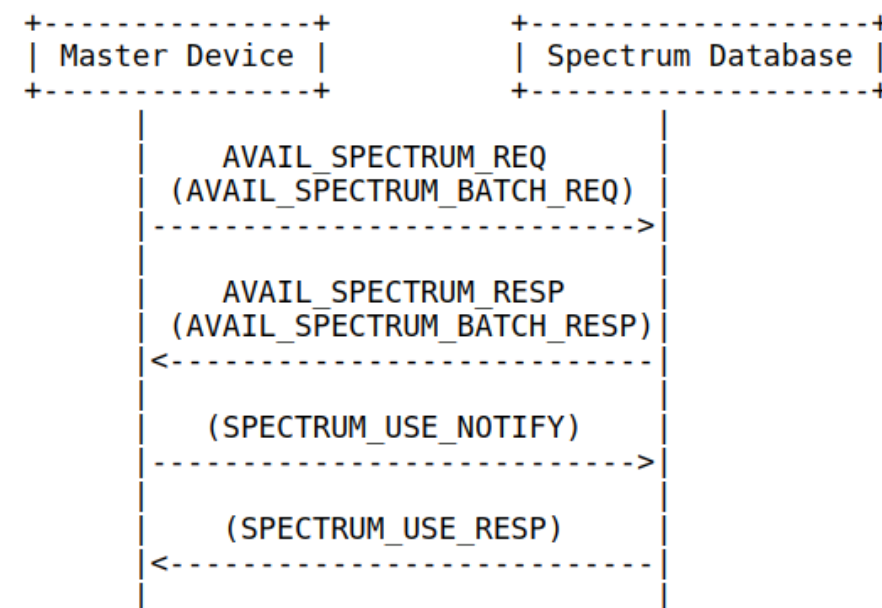 +---------------+          +-------------------+
| Master Device |          | Spectrum Database |
+---------------+          +-------------------+
      |                            |
      |    AVAIL_SPECTRUM_REQ      |
      | (AVAIL_SPECTRUM_BATCH_REQ) |
      |--------------------------->|
      |                            |
      |    AVAIL_SPECTRUM_RESP     |
      | (AVAIL_SPECTRUM_BATCH_RESP)|
      |<---------------------------|
      |                            |
      |   (SPECTRUM_USE_NOTIFY)    |
      |--------------------------->|
      |                            |
      |    (SPECTRUM_USE_RESP)     |
      |<---------------------------|
      |                            |